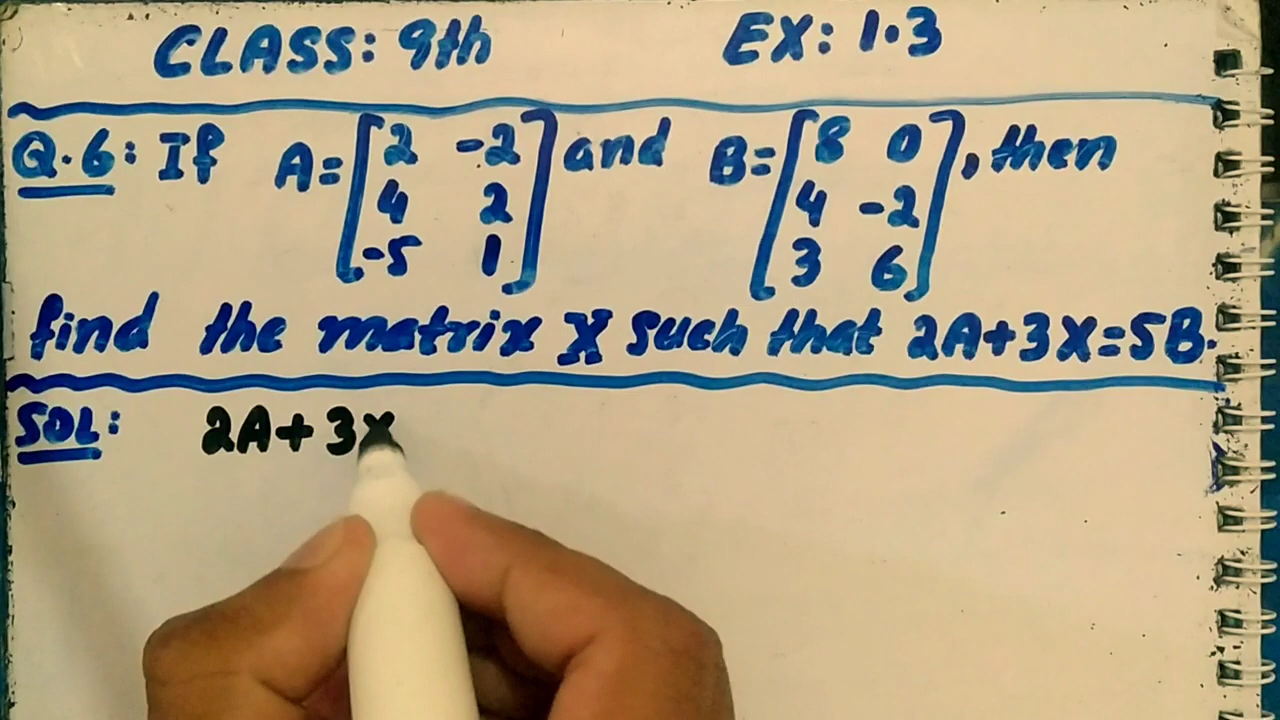 CLASS: 9th EX: 1.3
Q.6: If A=[2 -2 and B=[8 0], then
4 2 4 -2
-5 1] 3 6
find the matrix X such that 2A+3X=5B.
SOL: 2A+3X